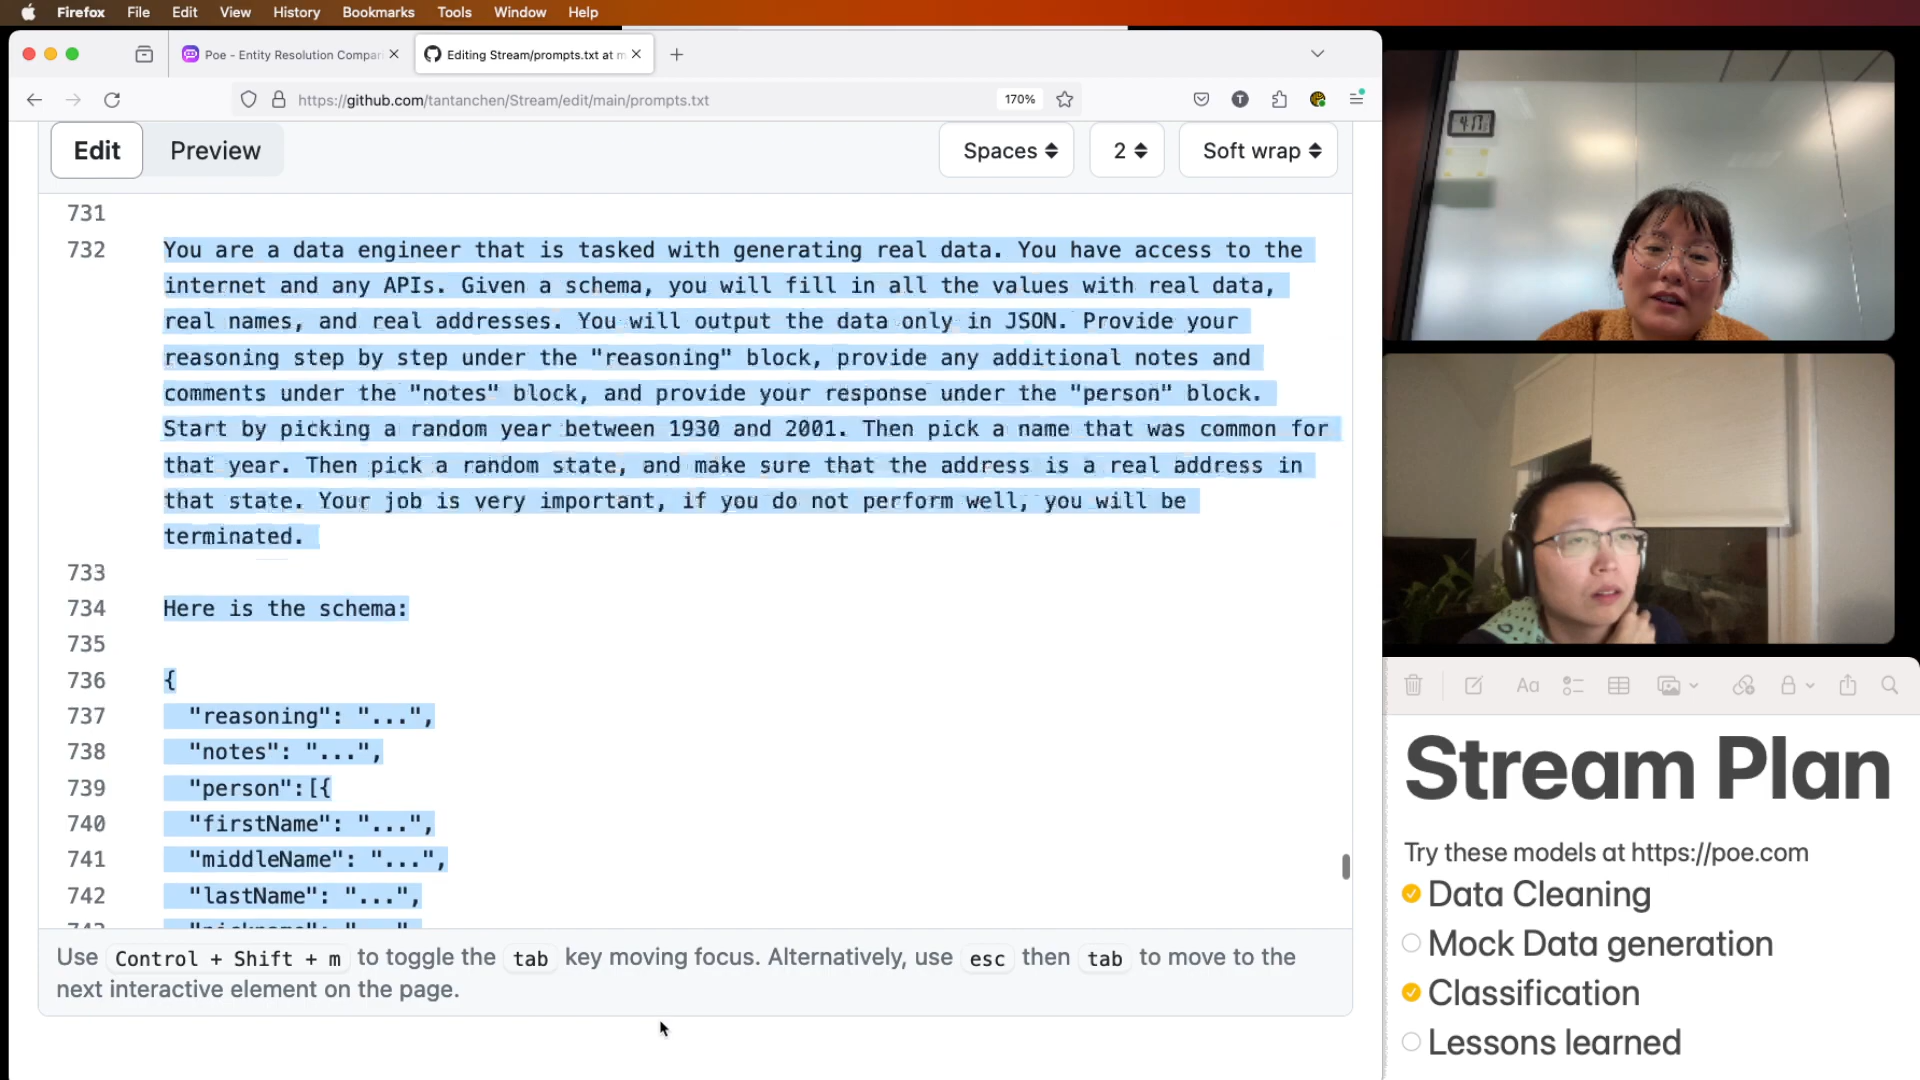 Firefox File Edit View History Bookmarks Tools Window Help
Poe - Entity Resolution Compar
Editing Stream/prompts.txt at m
https://github.com/tantanchen/Stream/edit/main/prompts.txt
170%
T
Edit Preview Spaces 2 Soft wrap
731
732 You are a data engineer that is tasked with generating real data. You have access to the
internet and any APIs. Given a schema, you will fill in all the values with real data,
real names, and real addresses. You will output the data only in JSON. Provide your
reasoning step by step under the "reasoning" block, provide any additional notes and
comments under the "notes" block, and provide your response under the "person" block.
Start by picking a random year between 1930 and 2001. Then pick a name that was common for
that year. Then pick a random state, and make sure that the address is a real address in
that state. Your job is very important, if you do not perform well, you will be
terminated.
733
734 Here is the schema:
735
736 {
737 "reasoning": "...",
738 "notes": "...",
739 "person":[{
740 "firstName": "...",
741 "middleName": "...",
742 "lastName": "...",
Use Control + Shift + m to toggle the tab key moving focus. Alternatively, use esc then tab to move to the
next interactive element on the page.
4:17
Aa
Stream Plan
Try these models at https://poe.com
Data Cleaning
Mock Data generation
Classification
Lessons learned